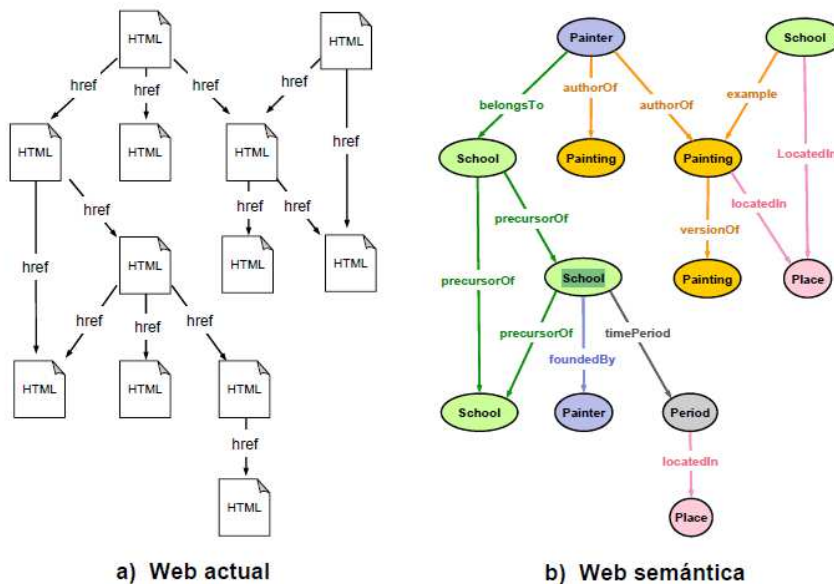 HTML
HTML
href
href
href
href
HTML
HTML
HTML
href
href
href
href
href
HTML
HTML
HTML
href
href
href
HTML
HTML
HTML
href
HTML
a) Web actual
Painter
School
belongsTo
authorOf
authorOf
example
School
Painting
Painting
LocatedIn
precursorOf
locatedIn
versionOf
precursorOf
School
Painting
Place
precursorOf
timePeriod
foundedBy
School
Painter
Period
locatedIn
Place
b) Web semántica